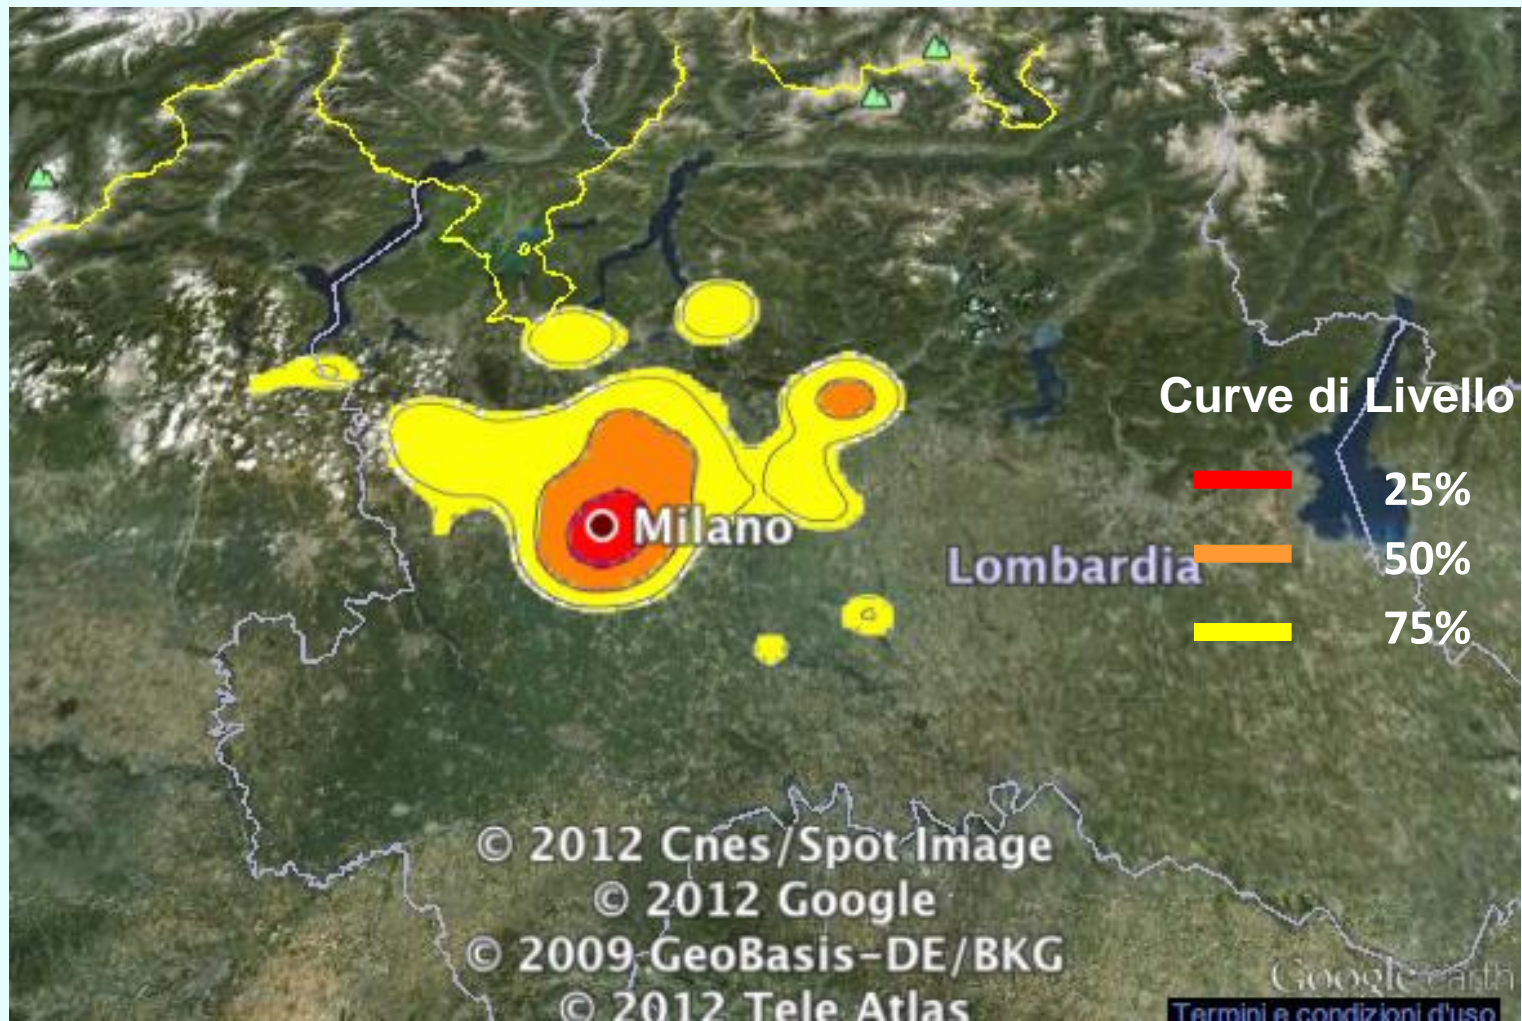 Curve di Livello
25%
Milano
50%
Lombardia
75%
© 2012 Cnes/Spot Image
© 2012 Google
© 2009 GeoBasis-DE/BKG
© 2012 Tele Atlas
Google earth
Termini e condizioni d'uso